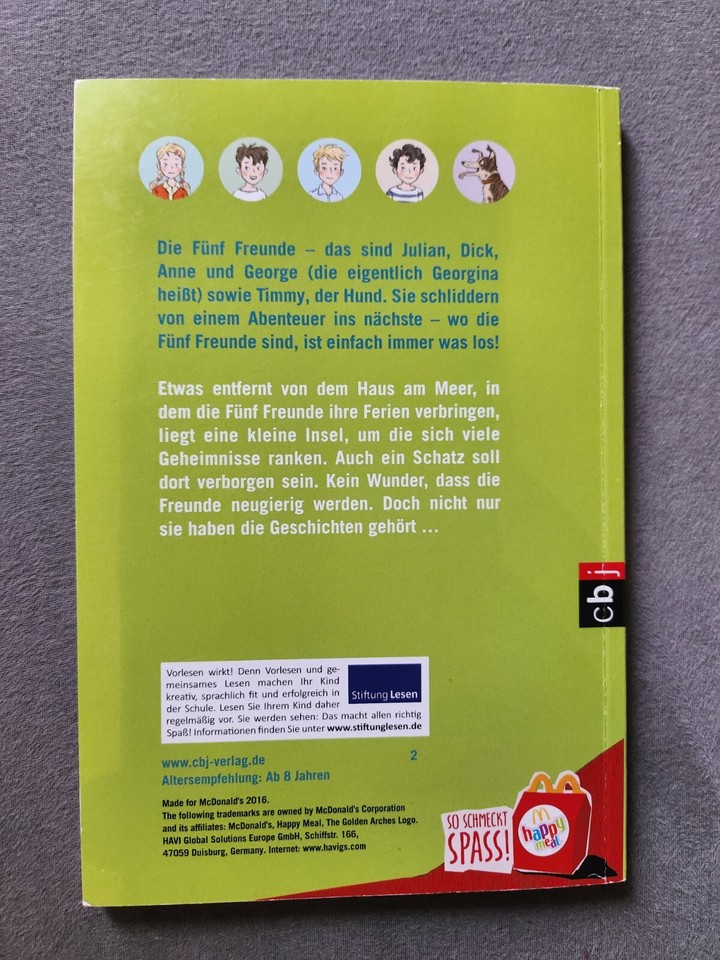 Die Fünf Freunde – das sind Julian, Dick,
Anne und George (die eigentlich Georgina
heißt) sowie Timmy, der Hund. Sie schliddern
von einem Abenteuer ins nächste – wo die
Fünf Freunde sind, ist einfach immer was los!
Etwas entfernt von dem Haus am Meer, in
dem die Fünf Freunde ihre Ferien verbringen,
liegt eine kleine Insel, um die sich viele
Geheimnisse ranken. Auch ein Schatz soll
dort verborgen sein. Kein Wunder, dass die
Freunde neugierig werden. Doch nicht nur
sie haben die Geschichten gehört ...
cbj
Vorlesen wirkt! Denn Vorlesen und ge-
meinsames Lesen machen Ihr Kind
kreativ, sprachlich fit und erfolgreich in
der Schule. Lesen Sie Ihrem Kind daher
regelmäßig vor. Sie werden sehen: Das macht allen richtig
Spaß! Informationen finden Sie unter www.stiftunglesen.de
Stiftung Lesen
www.cbj-verlag.de
2
Altersempfehlung: Ab 8 Jahren
Made for McDonald's 2016.
The following trademarks are owned by McDonald's Corporation
and its affiliates: McDonald's, Happy Meal, The Golden Arches Logo.
HAVI Global Solutions Europe GmbH, Schiffstr. 166,
47059 Duisburg, Germany. Internet: www.havigs.com
SO SCHMECKT
SPASS!
happy
meal